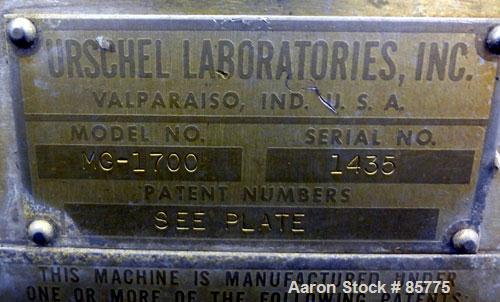 URSCHEL LABORATORIES, INC.
VALPARAISO, IND. U. S. A.
MODEL NO. SERIAL NO.
MG-1700 1435
PATENT NUMBERS
SEE PLATE
THIS MACHINE IS MANUFACTURED UNDER
ONE OR MORE OF THE FOLLOWING
Aaron Stock # 85775